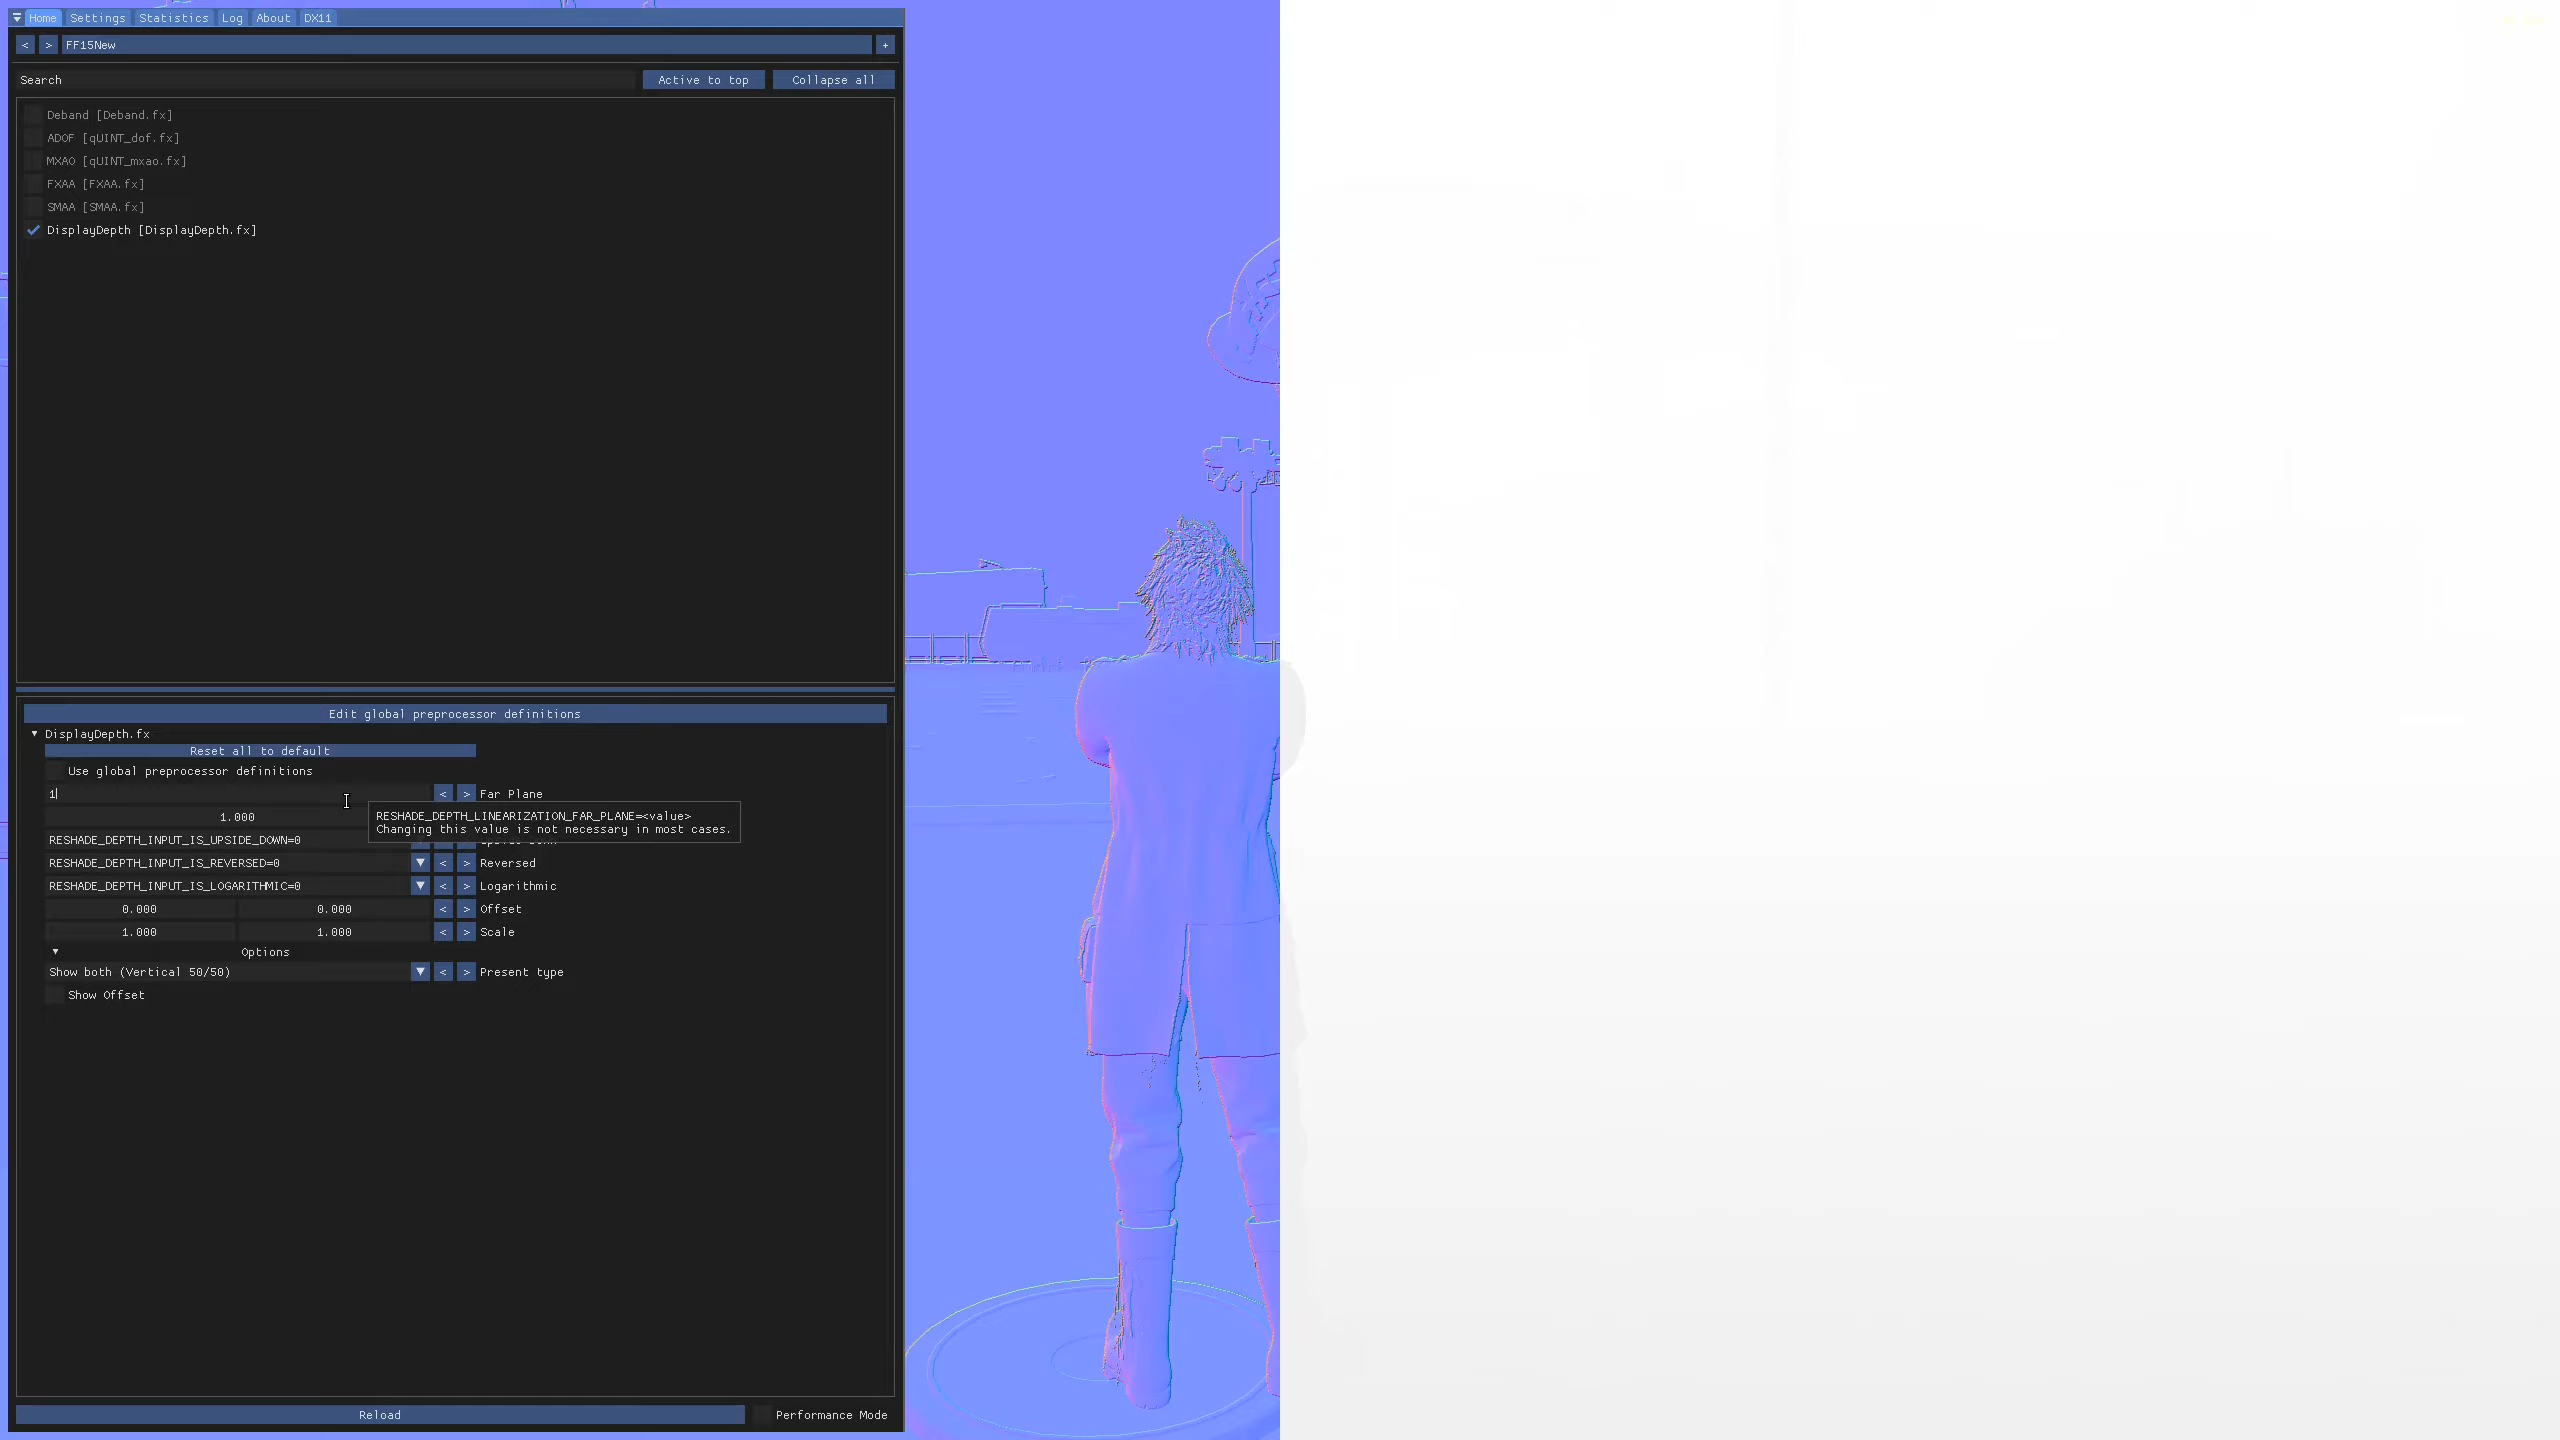 Home Settings Statistics Log About DX11
< > FF15New +
Search Active to top Collapse all
Deband [Deband.fx]
ADOF [qUINT_dof.fx]
MXAO [qUINT_mxao.fx]
FXAA [FXAA.fx]
SMAA [SMAA.fx]
DisplayDepth [DisplayDepth.fx]
Edit global preprocessor definitions
DisplayDepth.fx
Reset all to default
Use global preprocessor definitions
1 < > Far Plane
1.000
RESHADE_DEPTH_LINEARIZATION_FAR_PLANE=<value>
Changing this value is not necessary in most cases.
RESHADE_DEPTH_INPUT_IS_UPSIDE_DOWN=0
RESHADE_DEPTH_INPUT_IS_REVERSED=0 < > Reversed
RESHADE_DEPTH_INPUT_IS_LOGARITHMIC=0 < > Logarithmic
0.000 0.000 < > Offset
1.000 1.000 < > Scale
Options
Show both (Vertical 50/50) < > Present type
Show Offset
Reload Performance Mode